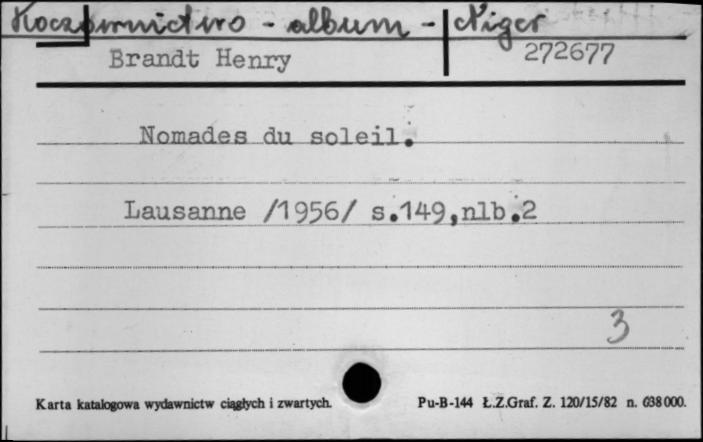 Koczownictwo - album - Niger
Brandt Henry 272677
Nomades du soleil.
Lausanne /1956/ s.149,nlb.2
3
Karta katalogowa wydawnictw ciągłych i zwartych. Pu-B-144 Ł.Z.Graf. Z. 120/15/82 n. 638000.